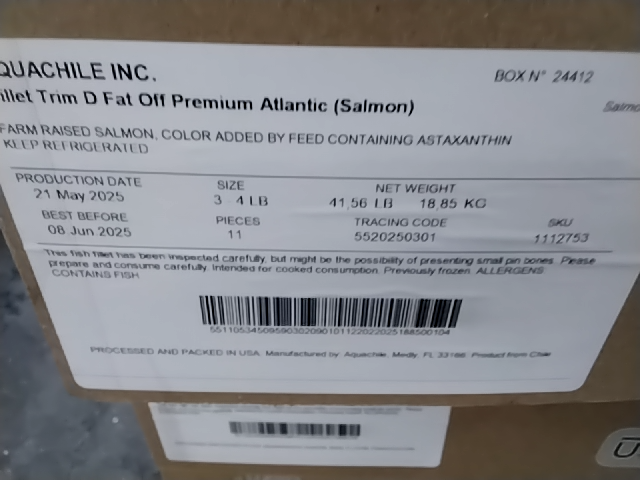 QUACHILE INC.
BOX N° 24412
illet Trim D Fat Off Premium Atlantic (Salmon)
Salmo
FARM RAISED SALMON, COLOR ADDED BY FEED CONTAINING ASTAXANTHIN
KEEP REFRIGERATED
PRODUCTION DATE SIZE NET WEIGHT
21 May 2025 3 - 4 LB 41,56 LB 18,85 KG
BEST BEFORE PIECES TRACING CODE SKU
08 Jun 2025 11 5520250301 1112753
This fish fillet has been inspected carefully, but might be the possibility of presenting small pin bones. Please
prepare and consume carefully. Intended for cooked consumption. Previously frozen. ALLERGENS:
CONTAINS FISH
PROCESSED AND PACKED IN USA. Manufactured by: Aquachile, Medly, FL 33166. Product from Chile